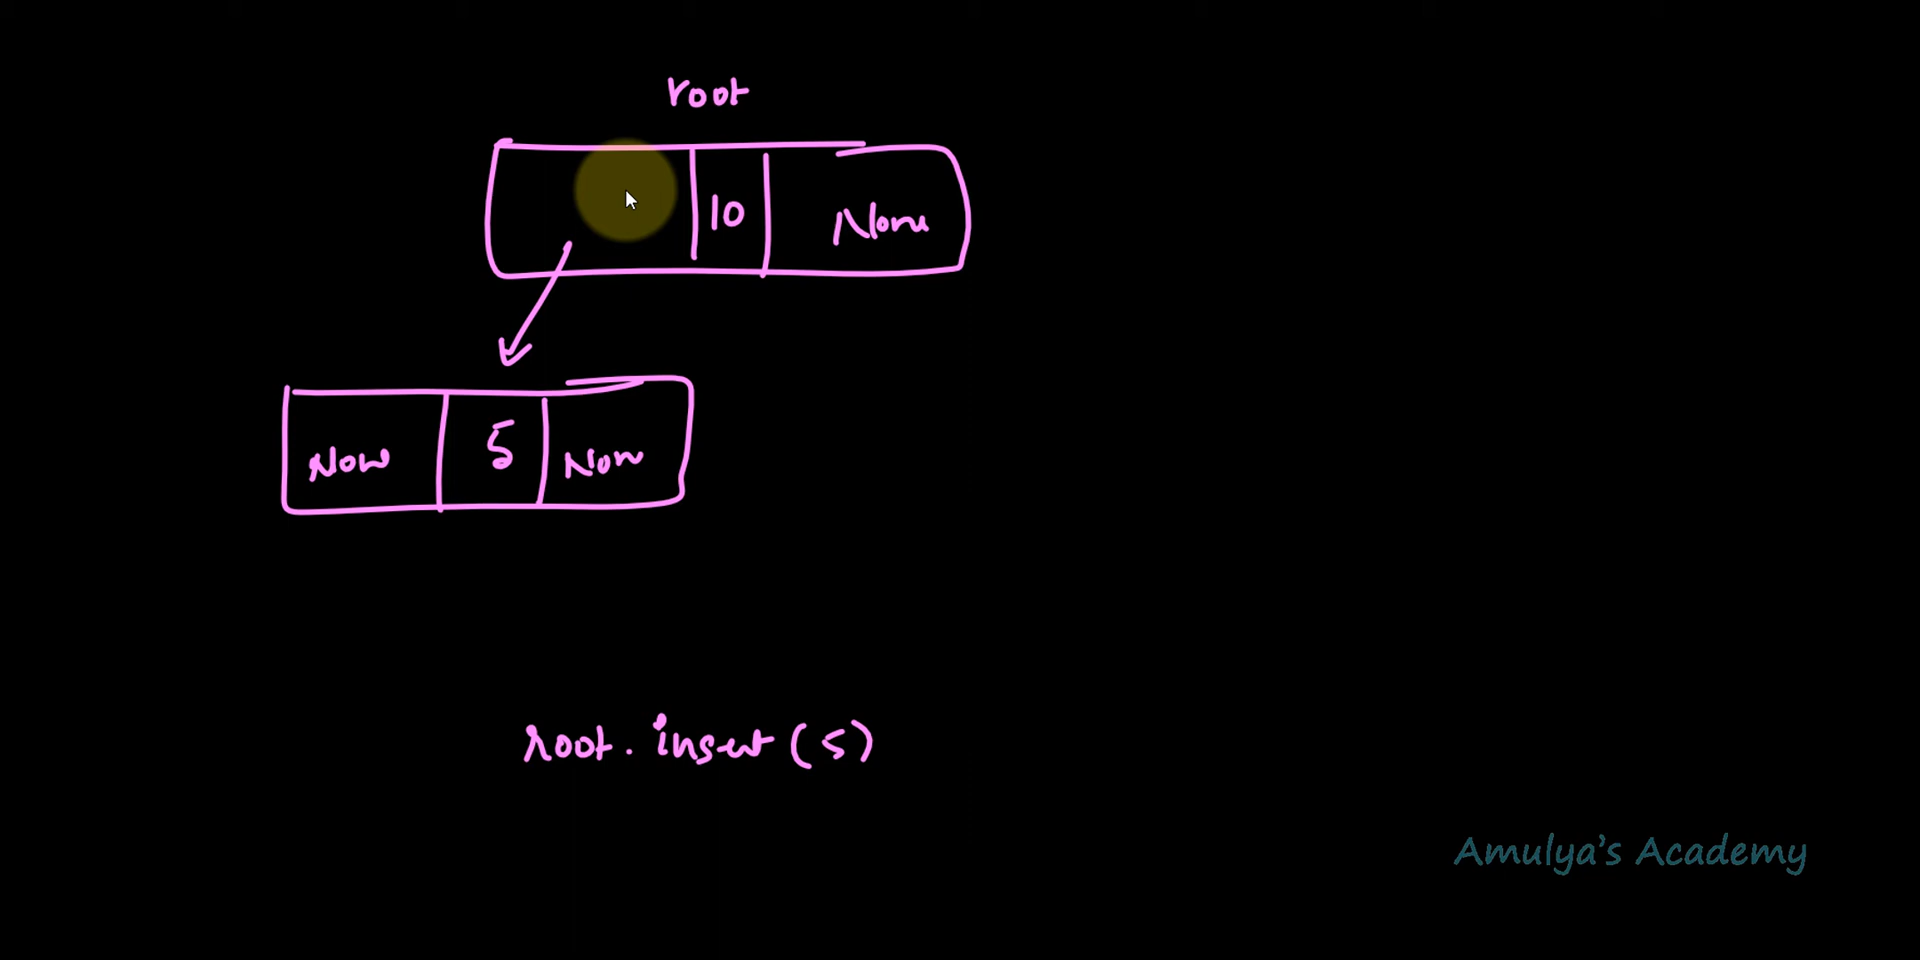 root
10 None
None 5 None
root. insert (5)
Amulya's Academy